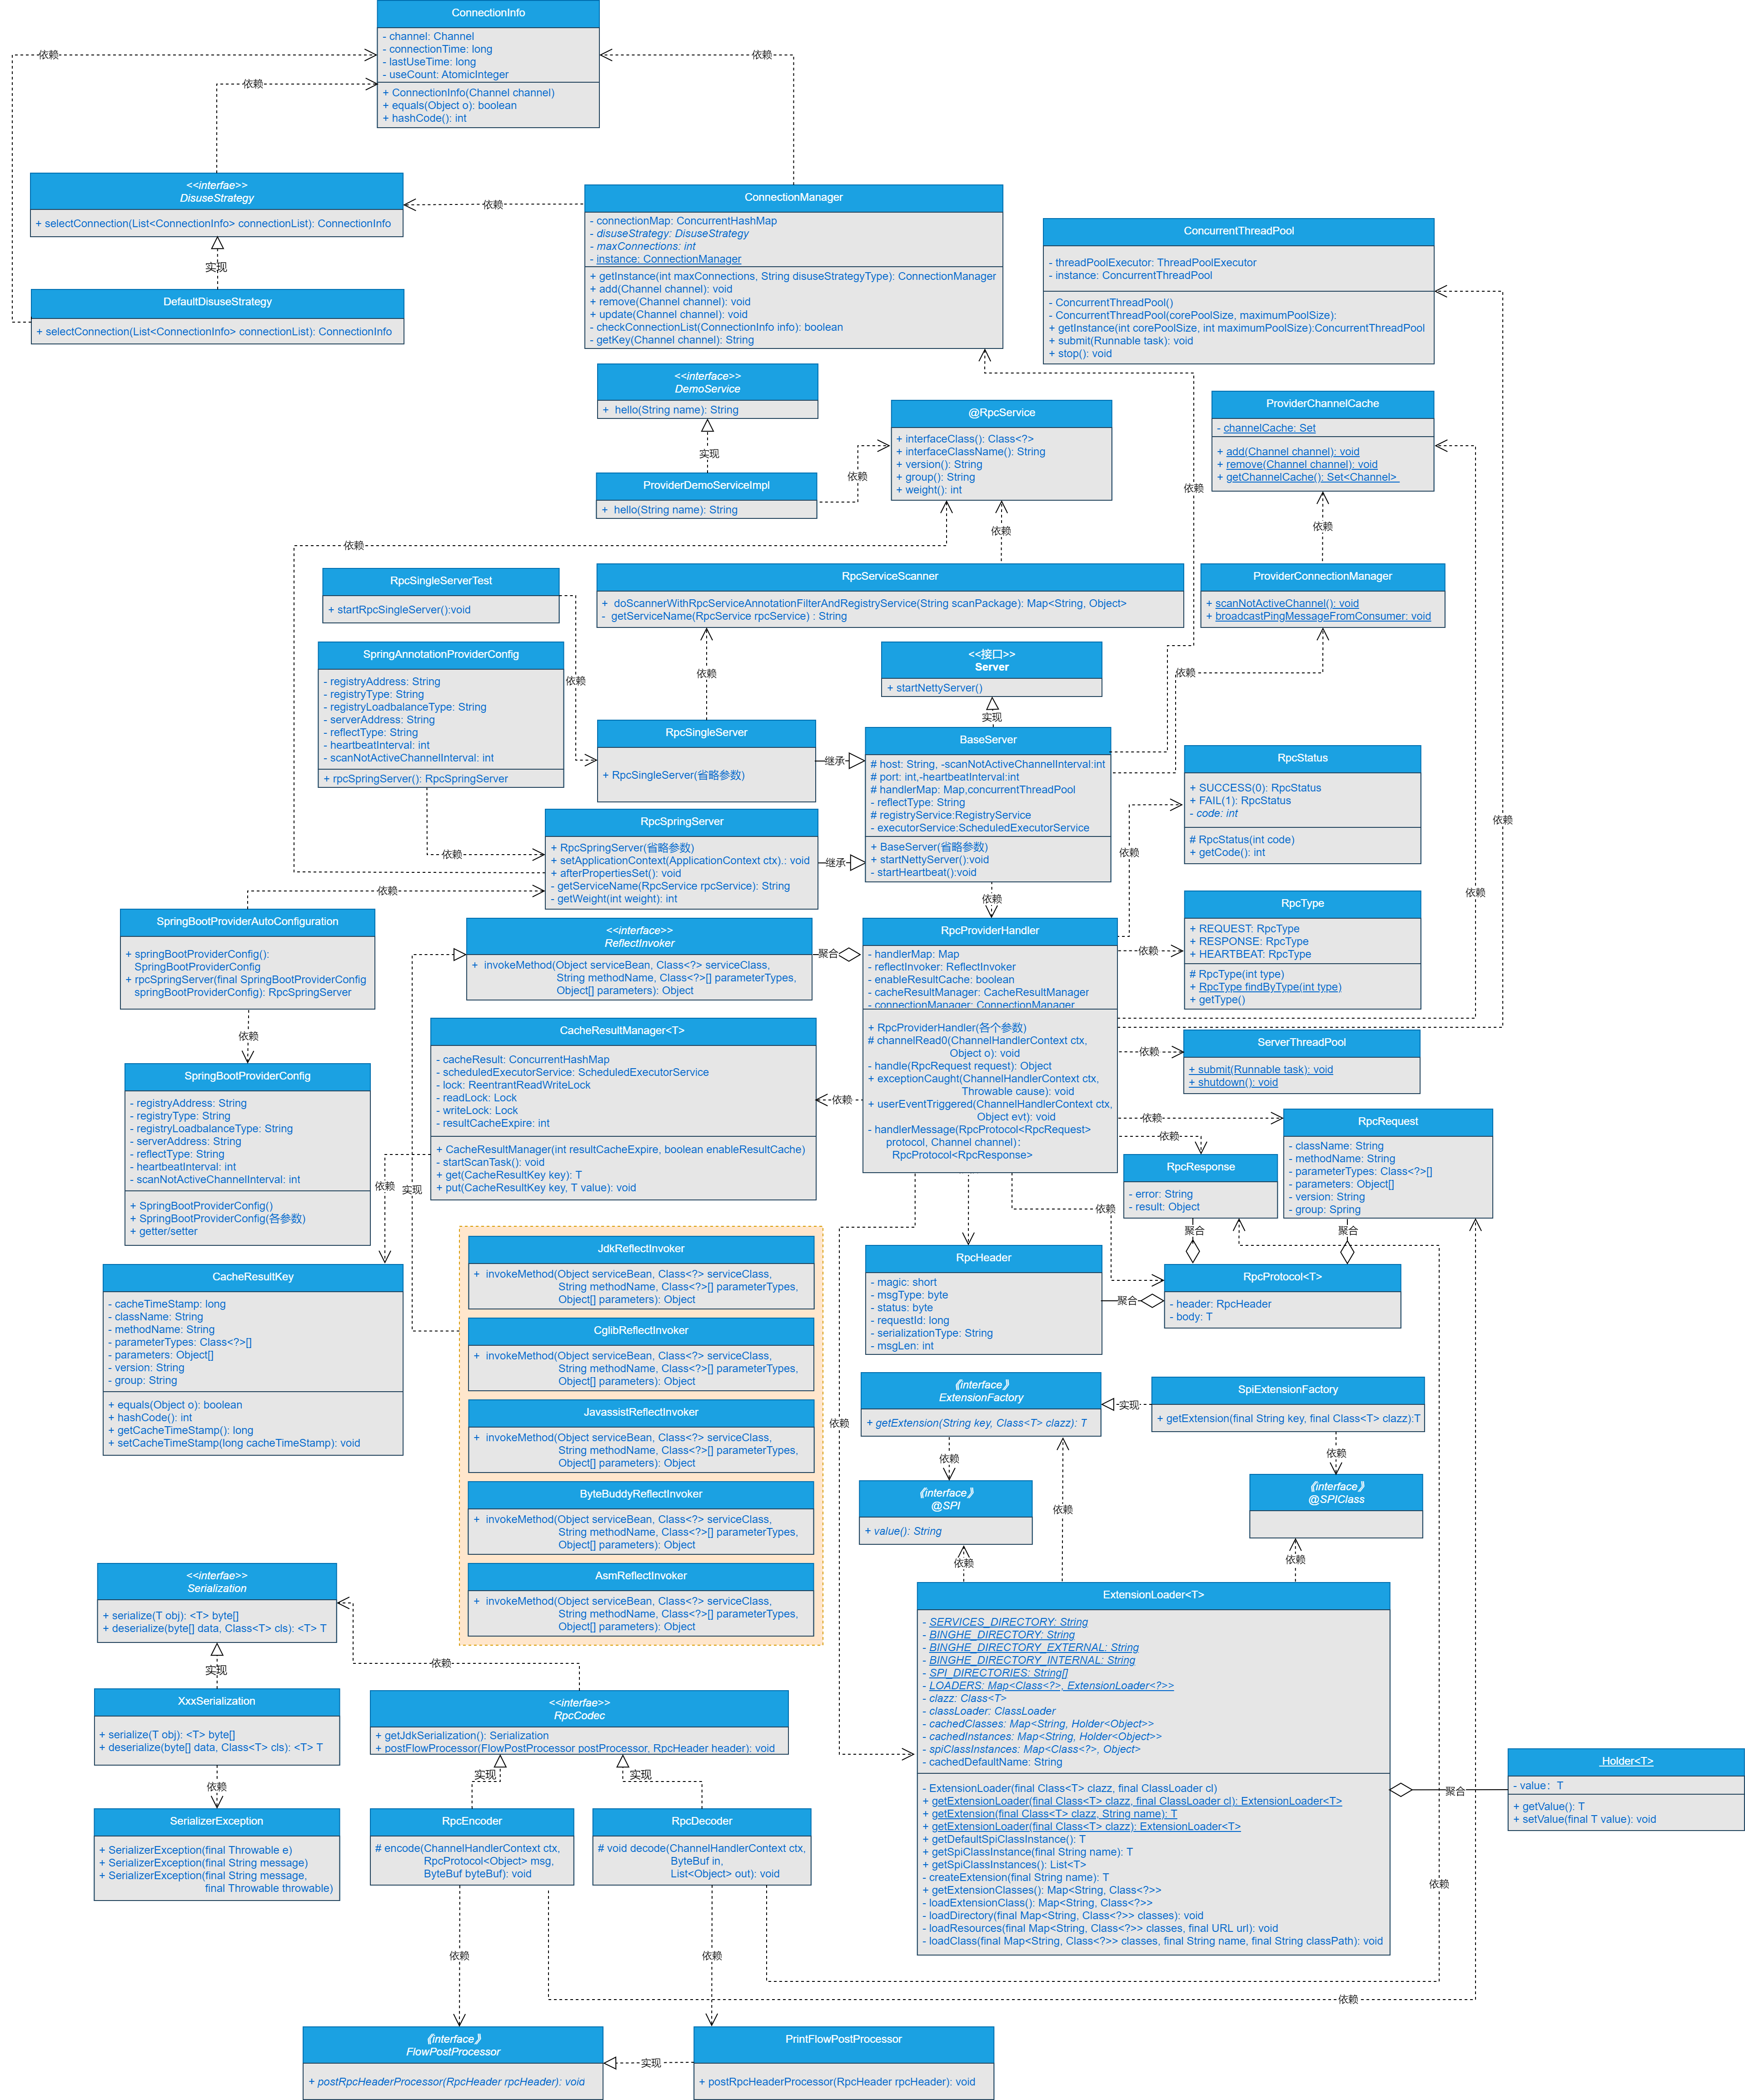 ConnectionInfo
- channel: Channel
- connectionTime: long
- lastUseTime: long
- useCount: AtomicInteger
+ ConnectionInfo(Channel channel)
+ equals(Object o): boolean
+ hashCode(): int
依赖
依赖
依赖
<<interfae>>
DisuseStrategy
+ selectConnection(List<ConnectionInfo> connectionList): ConnectionInfo
实现
DefaultDisuseStrategy
+ selectConnection(List<ConnectionInfo> connectionList): ConnectionInfo
依赖
ConnectionManager
- connectionMap: ConcurrentHashMap
- disuseStrategy: DisuseStrategy
- maxConnections: int
- instance: ConnectionManager
+ getInstance(int maxConnections, String disuseStrategyType): ConnectionManager
+ add(Channel channel): void
+ remove(Channel channel): void
+ update(Channel channel): void
- checkConnectionList(ConnectionInfo info): boolean
- getKey(Channel channel): String
ConcurrentThreadPool
- threadPoolExecutor: ThreadPoolExecutor
- instance: ConcurrentThreadPool
- ConcurrentThreadPool()
- ConcurrentThreadPool(corePoolSize, maximumPoolSize):
+ getInstance(int corePoolSize, int maximumPoolSize):ConcurrentThreadPool
+ submit(Runnable task): void
+ stop(): void
<<interface>>
DemoService
+  hello(String name): String
实现
ProviderDemoServiceImpl
+  hello(String name): String
依赖
@RpcService
+ interfaceClass(): Class<?>
+ interfaceClassName(): String
+ version(): String
+ group(): String
+ weight(): int
ProviderChannelCache
- channelCache: Set
+ add(Channel channel): void
+ remove(Channel channel): void
+ getChannelCache(): Set<Channel>
依赖
依赖
依赖
依赖
RpcSingleServerTest
+ startRpcSingleServer():void
RpcServiceScanner
+  doScannerWithRpcServiceAnnotationFilterAndRegistryService(String scanPackage): Map<String, Object>
-  getServiceName(RpcService rpcService) : String
ProviderConnectionManager
+ scanNotActiveChannel(): void
+ broadcastPingMessageFromConsumer: void
SpringAnnotationProviderConfig
- registryAddress: String
- registryType: String
- registryLoadbalanceType: String
- serverAddress: String
- reflectType: String
- heartbeatInterval: int
- scanNotActiveChannelInterval: int
+ rpcSpringServer(): RpcSpringServer
依赖
依赖
依赖
<<接口>>
Server
+ startNettyServer()
实现
RpcSingleServer
+ RpcSingleServer(省略参数)
继承
BaseServer
# host: String, -scanNotActiveChannelInterval:int
# port: int,-heartbeatInterval:int
# handlerMap: Map,concurrentThreadPool
- reflectType: String
# registryService:RegistryService
- executorService:ScheduledExecutorService
+ BaseServer(省略参数)
+ startNettyServer():void
- startHeartbeat():void
RpcStatus
+ SUCCESS(0): RpcStatus
+ FAIL(1): RpcStatus
- code: int
# RpcStatus(int code)
+ getCode(): int
依赖
依赖
依赖
RpcSpringServer
+ RpcSpringServer(省略参数)
+ setApplicationContext(ApplicationContext ctx).: void
+ afterPropertiesSet(): void
- getServiceName(RpcService rpcService): String
- getWeight(int weight): int
继承
依赖
依赖
依赖
SpringBootProviderAutoConfiguration
+ springBootProviderConfig():
SpringBootProviderConfig
+ rpcSpringServer(final SpringBootProviderConfig
springBootProviderConfig): RpcSpringServer
依赖
<<interface>>
ReflectInvoker
+  invokeMethod(Object serviceBean, Class<?> serviceClass,
String methodName, Class<?>[] parameterTypes,
Object[] parameters): Object
聚合
RpcProviderHandler
- handlerMap: Map
- reflectInvoker: ReflectInvoker
- enableResultCache: boolean
- cacheResultManager: CacheResultManager
- connectionManager: ConnectionManager
+ RpcProviderHandler(各个参数)
# channelRead0(ChannelHandlerContext ctx,
Object o): void
- handle(RpcRequest request): Object
+ exceptionCaught(ChannelHandlerContext ctx,
Throwable cause): void
+ userEventTriggered(ChannelHandlerContext ctx,
Object evt): void
- handlerMessage(RpcProtocol<RpcRequest>
protocol, Channel channel)：
RpcProtocol<RpcResponse>
依赖
RpcType
+ REQUEST: RpcType
+ RESPONSE: RpcType
+ HEARTBEAT: RpcType
# RpcType(int type)
+ RpcType findByType(int type)
+ getType()
依赖
ServerThreadPool
+ submit(Runnable task): void
+ shutdown(): void
SpringBootProviderConfig
- registryAddress: String
- registryType: String
- registryLoadbalanceType: String
- serverAddress: String
- reflectType: String
- heartbeatInterval: int
- scanNotActiveChannelInterval: int
+ SpringBootProviderConfig()
+ SpringBootProviderConfig(各参数)
+ getter/setter
CacheResultManager<T>
- cacheResult: ConcurrentHashMap
- scheduledExecutorService: ScheduledExecutorService
- lock: ReentrantReadWriteLock
- readLock: Lock
- writeLock: Lock
- resultCacheExpire: int
+ CacheResultManager(int resultCacheExpire, boolean enableResultCache)
- startScanTask(): void
+ get(CacheResultKey key): T
+ put(CacheResultKey key, T value): void
依赖
依赖
实现
依赖
依赖
RpcRequest
- className: String
- methodName: String
- parameterTypes: Class<?>[]
- parameters: Object[]
- version: String
- group: Spring
RpcResponse
- error: String
- result: Object
依赖
聚合
聚合
CacheResultKey
- cacheTimeStamp: long
- className: String
- methodName: String
- parameterTypes: Class<?>[]
- parameters: Object[]
- version: String
- group: String
+ equals(Object o): boolean
+ hashCode(): int
+ getCacheTimeStamp(): long
+ setCacheTimeStamp(long cacheTimeStamp): void
JdkReflectInvoker
+  invokeMethod(Object serviceBean, Class<?> serviceClass,
String methodName, Class<?>[] parameterTypes,
Object[] parameters): Object
CglibReflectInvoker
+  invokeMethod(Object serviceBean, Class<?> serviceClass,
String methodName, Class<?>[] parameterTypes,
Object[] parameters): Object
JavassistReflectInvoker
+  invokeMethod(Object serviceBean, Class<?> serviceClass,
String methodName, Class<?>[] parameterTypes,
Object[] parameters): Object
ByteBuddyReflectInvoker
+  invokeMethod(Object serviceBean, Class<?> serviceClass,
String methodName, Class<?>[] parameterTypes,
Object[] parameters): Object
AsmReflectInvoker
+  invokeMethod(Object serviceBean, Class<?> serviceClass,
String methodName, Class<?>[] parameterTypes,
Object[] parameters): Object
RpcHeader
- magic: short
- msgType: byte
- status: byte
- requestId: long
- serializationType: String
- msgLen: int
聚合
RpcProtocol<T>
- header: RpcHeader
- body: T
《interface》
ExtensionFactory
+ getExtension(String key, Class<T> clazz): T
实现
SpiExtensionFactory
+ getExtension(final String key, final Class<T> clazz):T
依赖
依赖
依赖
依赖
《interface》
@SPI
+ value(): String
《interface》
@SPIClass
依赖
依赖
ExtensionLoader<T>
- SERVICES_DIRECTORY: String
- BINGHE_DIRECTORY: String
- BINGHE_DIRECTORY_EXTERNAL: String
- BINGHE_DIRECTORY_INTERNAL: String
- SPI_DIRECTORIES: String[]
- LOADERS: Map<Class<?>, ExtensionLoader<?>>
- clazz: Class<T>
- classLoader: ClassLoader
- cachedClasses: Map<String, Holder<Object>>
- cachedInstances: Map<String, Holder<Object>>
- spiClassInstances: Map<Class<?>, Object>
- cachedDefaultName: String
- ExtensionLoader(final Class<T> clazz, final ClassLoader cl)
+ getExtensionLoader(final Class<T> clazz, final ClassLoader cl): ExtensionLoader<T>
+ getExtension(final Class<T> clazz, String name): T
+ getExtensionLoader(final Class<T> clazz): ExtensionLoader<T>
+ getDefaultSpiClassInstance(): T
+ getSpiClassInstance(final String name): T
+ getSpiClassInstances(): List<T>
- createExtension(final String name): T
+ getExtensionClasses(): Map<String, Class<?>>
- loadExtensionClass(): Map<String, Class<?>>
- loadDirectory(final Map<String, Class<?>> classes): void
- loadResources(final Map<String, Class<?>> classes, final URL url): void
- loadClass(final Map<String, Class<?>> classes, final String name, final String classPath): void
聚合
Holder<T>
- value：T
+ getValue(): T
+ setValue(final T value): void
<<interfae>>
Serialization
+ serialize(T obj): <T> byte[]
+ deserialize(byte[] data, Class<T> cls): <T> T
实现
依赖
XxxSerialization
+ serialize(T obj): <T> byte[]
+ deserialize(byte[] data, Class<T> cls): <T> T
依赖
SerializerException
+ SerializerException(final Throwable e)
+ SerializerException(final String message)
+ SerializerException(final String message,
final Throwable throwable)
<<interfae>>
RpcCodec
+ getJdkSerialization(): Serialization
+ postFlowProcessor(FlowPostProcessor postProcessor, RpcHeader header): void
实现
实现
RpcEncoder
# encode(ChannelHandlerContext ctx,
RpcProtocol<Object> msg,
ByteBuf byteBuf): void
RpcDecoder
# void decode(ChannelHandlerContext ctx,
ByteBuf in,
List<Object> out): void
依赖
依赖
依赖
依赖
《interface》
FlowPostProcessor
+ postRpcHeaderProcessor(RpcHeader rpcHeader): void
实现
PrintFlowPostProcessor
+ postRpcHeaderProcessor(RpcHeader rpcHeader): void